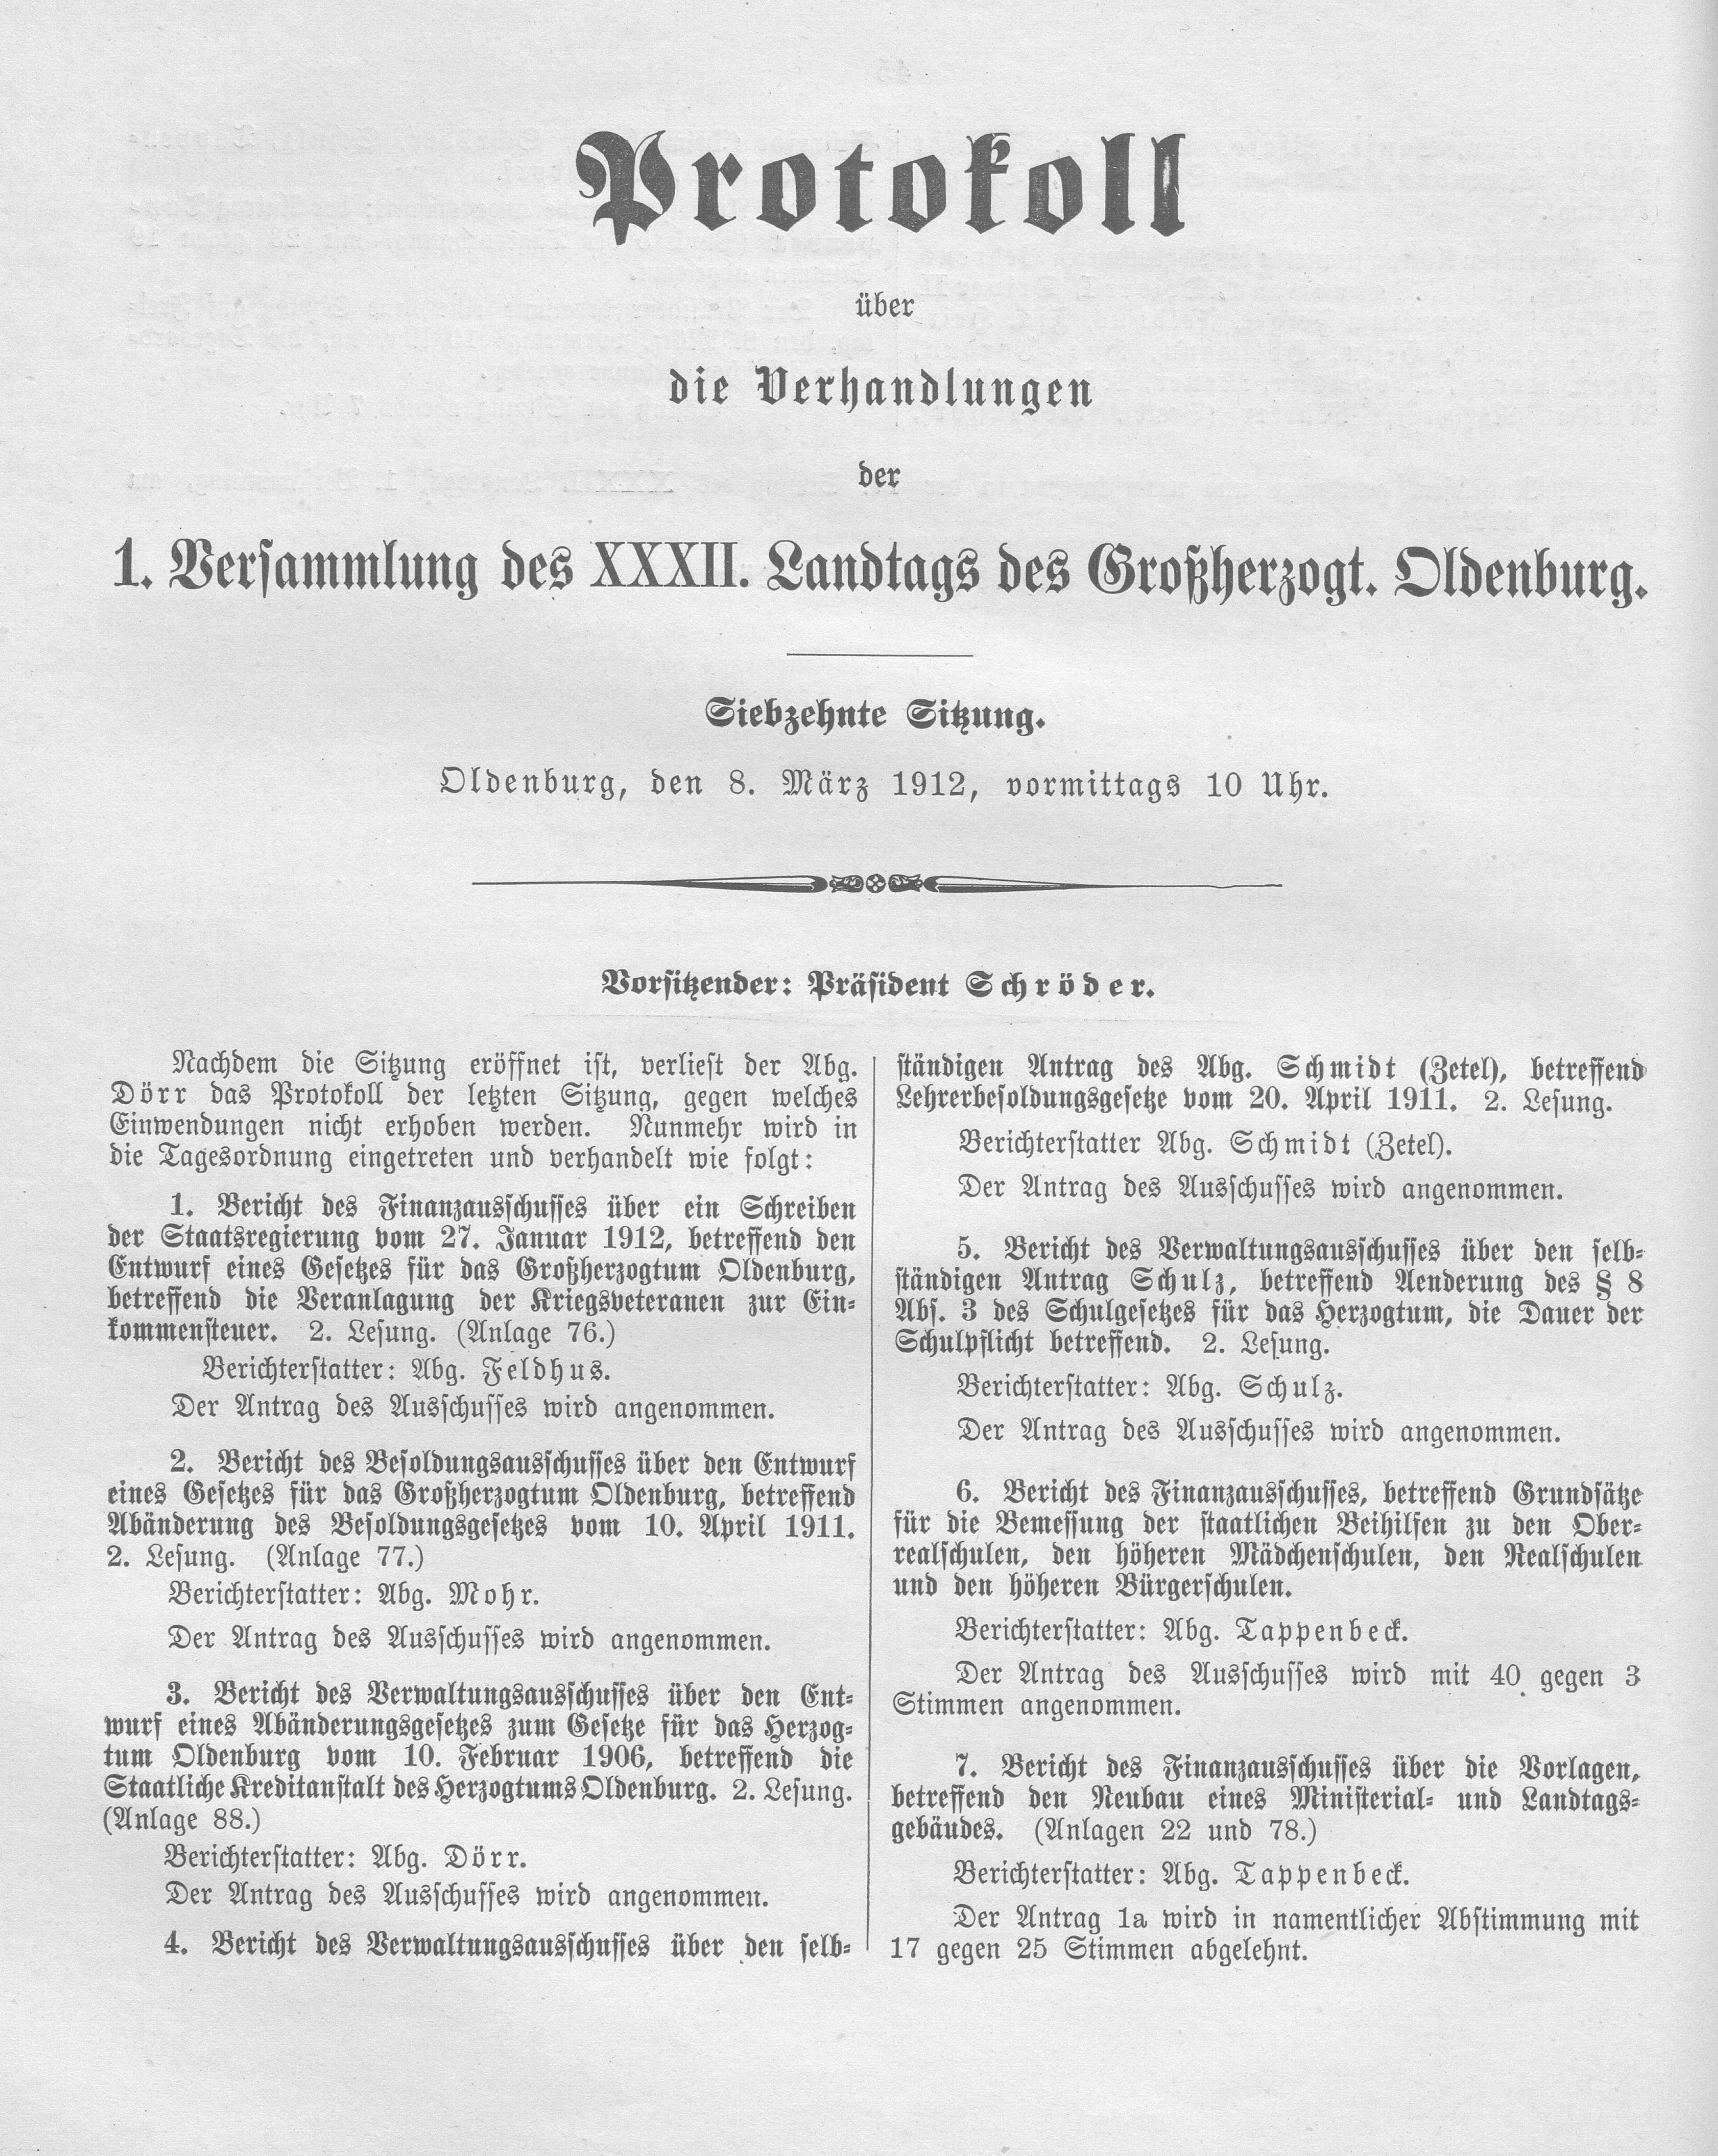 Protokoll
über
die Verhandlungen
der
1. Versammlung des XXXII. Landtags des Großherzogt. Oldenburg.
Siebzehnte Sitzung.
Oldenburg, den 8. März 1912, vormittags 10 Uhr.
Vorsitzender: Präsident Schröder.
Nachdem die Sitzung eröffnet ist, verliest der Abg.
Dörr das Protokoll der letzten Sitzung, gegen welches
Einwendungen nicht erhoben werden. Nunmehr wird in
die Tagesordnung eingetreten und verhandelt wie folgt:
1. Bericht des Finanzausschusses über ein Schreiben
der Staatsregierung vom 27. Januar 1912, betreffend den
Entwurf eines Gesetzes für das Großherzogtum Oldenburg,
betreffend die Veranlagung der Kriegsveteranen zur Ein-
kommensteuer. 2. Lesung. (Anlage 76.)
Berichterstatter: Abg. Feldhus.
Der Antrag des Ausschusses wird angenommen.
2. Bericht des Besoldungsausschusses über den Entwurf
eines Gesetzes für das Großherzogtum Oldenburg, betreffend
Abänderung des Besoldungsgesetzes vom 10. April 1911.
2. Lesung. (Anlage 77.)
Berichterstatter: Abg. Mohr.
Der Antrag des Ausschusses wird angenommen.
3. Bericht des Verwaltungsausschusses über den Ent-
wurf eines Abänderungsgesetzes zum Gesetze für das Herzog-
tum Oldenburg vom 10. Februar 1906, betreffend die
Staatliche Kreditanstalt des Herzogtums Oldenburg. 2. Lesung.
(Anlage 88.)
Berichterstatter: Abg. Dörr.
Der Antrag des Ausschusses wird angenommen.
4. Bericht des Verwaltungsausschusses über den selb-
ständigen Antrag des Abg. Schmidt (Zetel), betreffend
Lehrerbesoldungsgesetze vom 20. April 1911. 2. Lesung.
Berichterstatter Abg. Schmidt (Zetel).
Der Antrag des Ausschusses wird angenommen.
5. Bericht des Verwaltungsausschusses über den selb-
ständigen Antrag Schulz, betreffend Aenderung des § 8
Abs. 3 des Schulgesetzes für das Herzogtum, die Dauer der
Schulpflicht betreffend. 2. Lesung.
Berichterstatter: Abg. Schulz.
Der Antrag des Ausschusses wird angenommen.
6. Bericht des Finanzausschusses, betreffend Grundsätze
für die Bemessung der staatlichen Beihilfen zu den Ober-
realschulen, den höheren Mädchenschulen, den Realschulen
und den höheren Bürgerschulen.
Berichterstatter: Abg. Tappenbeck.
Der Antrag des Ausschusses wird mit 40 gegen 3
Stimmen angenommen.
7. Bericht des Finanzausschusses über die Vorlagen,
betreffend den Neubau eines Ministerial- und Landtags-
gebäudes. (Anlagen 22 und 78.)
Berichterstatter: Abg. Tappenbeck.
Der Antrag 1a wird in namentlicher Abstimmung mit
17 gegen 25 Stimmen abgelehnt.